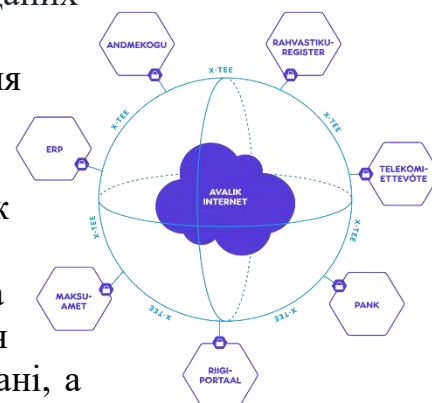 даних
ANDMEKOGU
RAHVASTIKU-
REGISTER
X-TEE
ня
X-TEE
X-TEE
ERP
TELEKOMI-
ETTEVÕTE
AVALIK
INTERNET
к
X-TEE
X-TEE
а
MAKSU-
AMET
PANK
X-TEE
X-TEE
я
RIIGI-
PORTAAL
ані, а